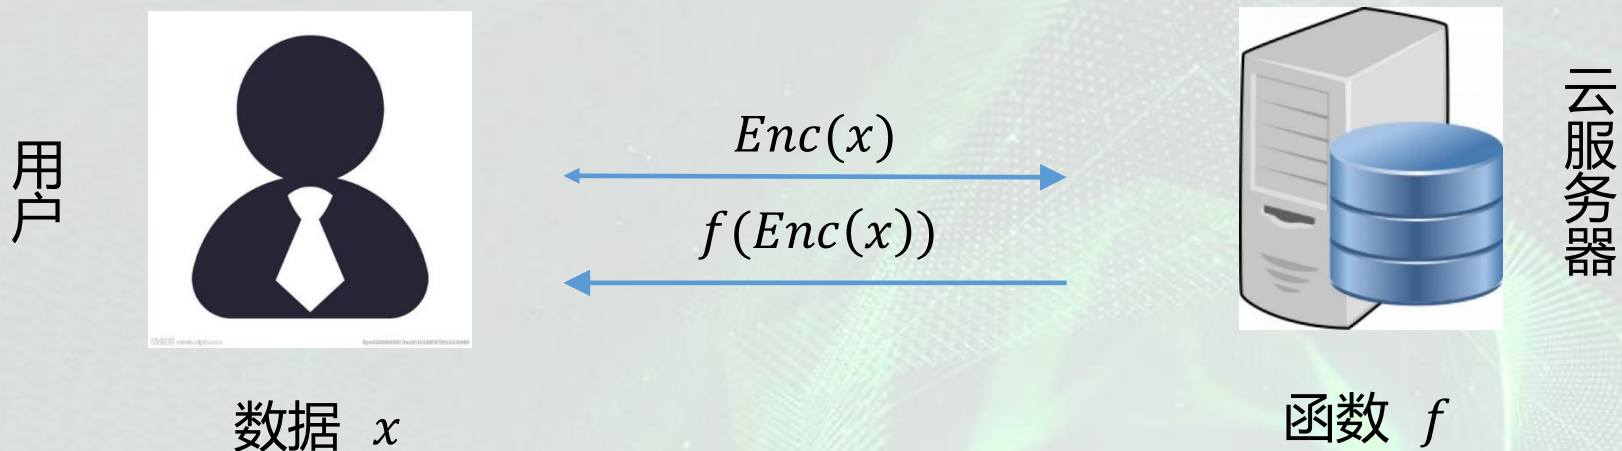 用户
Enc(x)
f(Enc(x))
云服务器
数据 x
函数 f